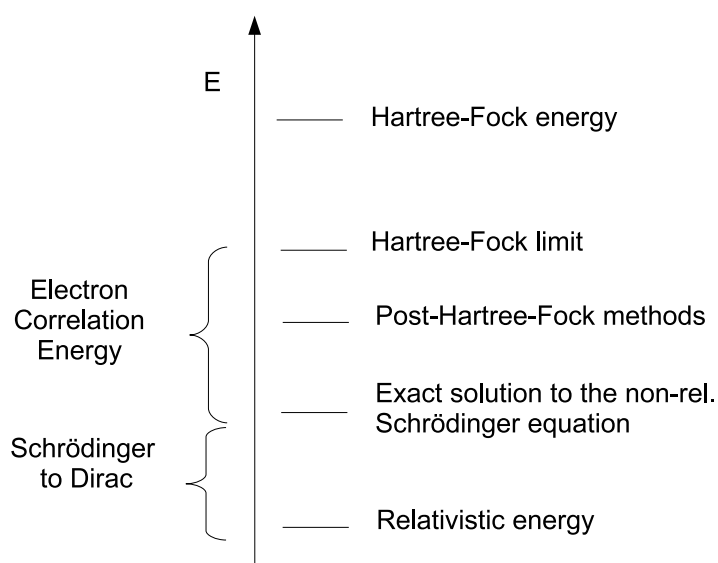 E
Hartree-Fock energy
Hartree-Fock limit
Electron
Correlation
Energy
Post-Hartree-Fock methods
Exact solution to the non-rel.
Schrödinger equation
Schrödinger
to Dirac
Relativistic energy